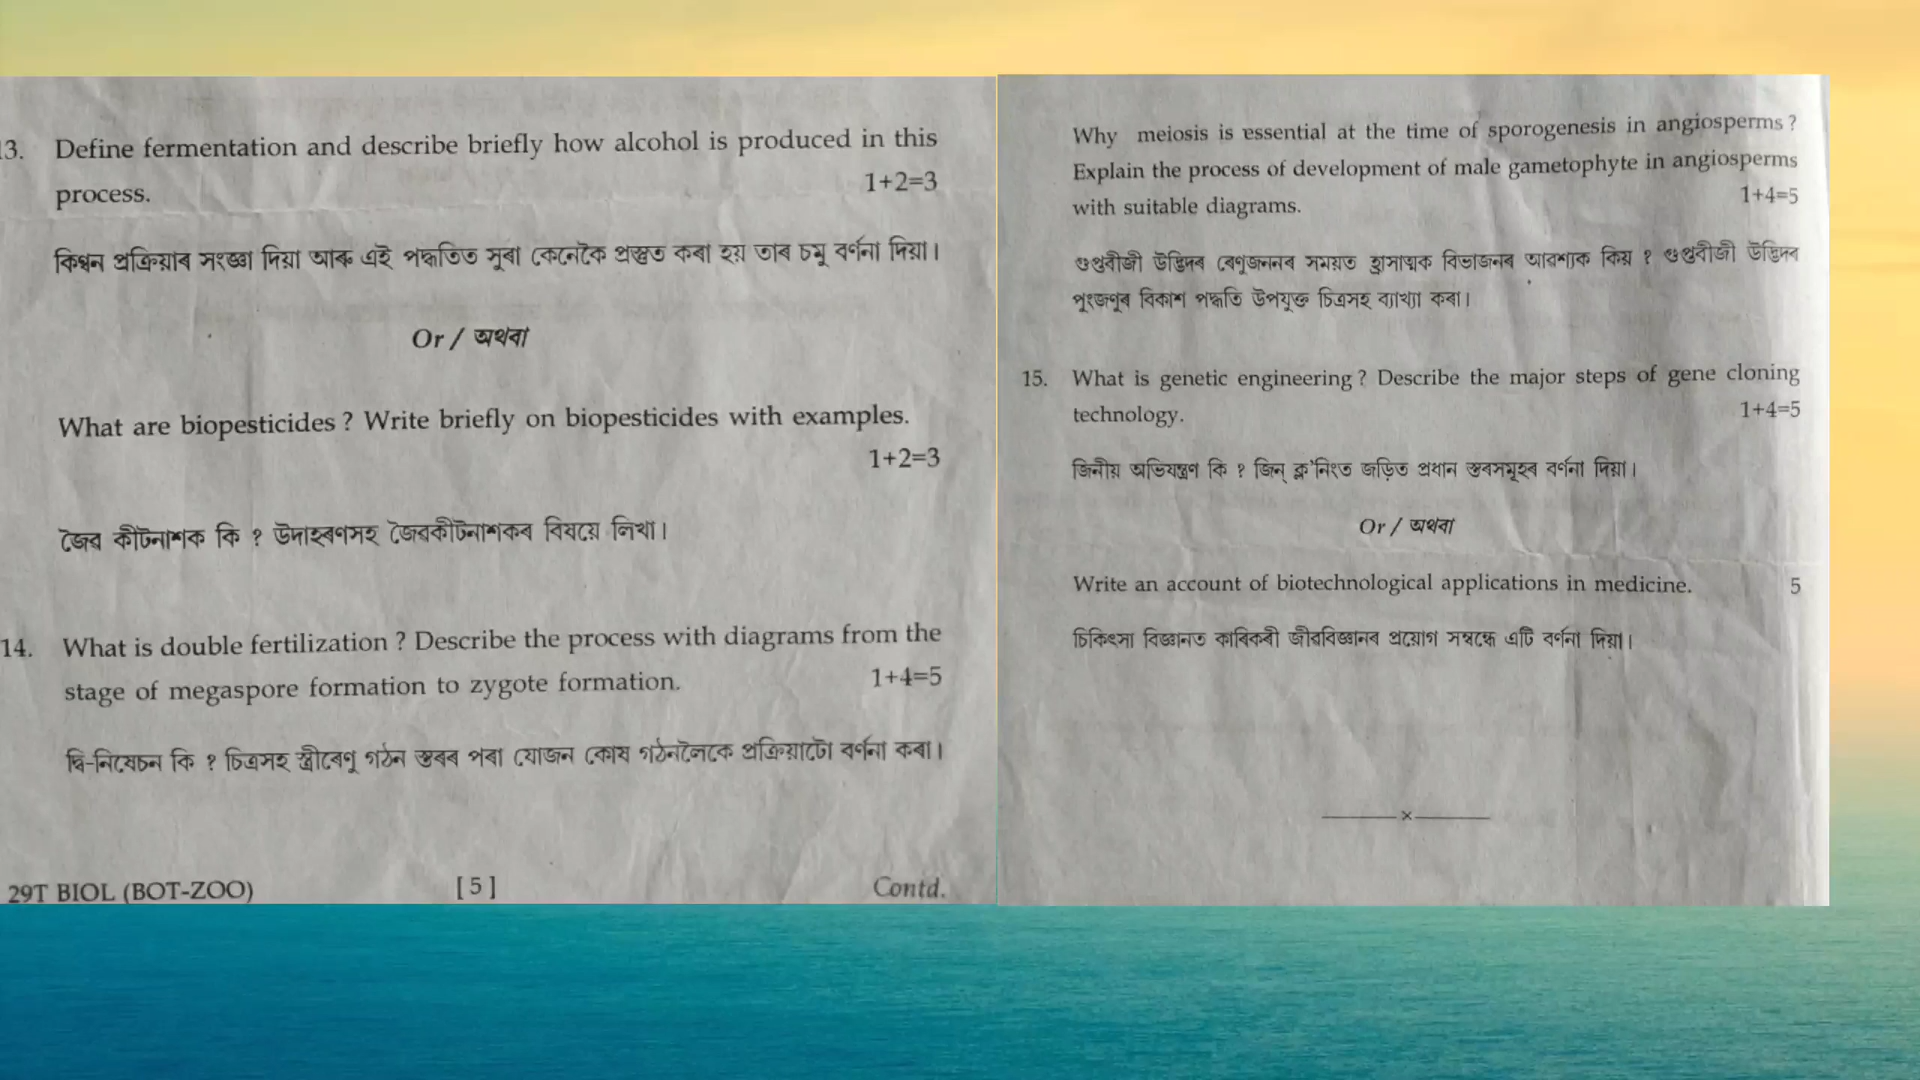 13. Define fermentation and describe briefly how alcohol is produced in this
process. 1+2=3
কিণ্বন প্ৰক্ৰিয়াৰ সংজ্ঞা দিয়া আৰু এই পদ্ধতিত সুৰা কেনেকৈ প্ৰস্তুত কৰা হয় তাৰ চমু বৰ্ণনা দিয়া।
Or / অথবা
What are biopesticides ? Write briefly on biopesticides with examples.
1+2=3
জৈৱ কীটনাশক কি ? উদাহৰণসহ জৈৱকীটনাশকৰ বিষয়ে লিখা।
14. What is double fertilization ? Describe the process with diagrams from the
stage of megaspore formation to zygote formation. 1+4=5
দ্বি-নিষেচন কি ? চিত্ৰসহ স্ত্ৰীৰেণু গঠন স্তৰৰ পৰা যোজন কোষ গঠনলৈকে প্ৰক্ৰিয়াটো বৰ্ণনা কৰা।
29T BIOL (BOT-ZOO) [ 5 ] Contd.
Why meiosis is essential at the time of sporogenesis in angiosperms ?
Explain the process of development of male gametophyte in angiosperms
with suitable diagrams. 1+4=5
গুপ্তবীজী উদ্ভিদৰ ৰেণুজননৰ সময়ত হ্ৰাসাত্মক বিভাজনৰ আৱশ্যক কিয় ? গুপ্তবীজী উদ্ভিদৰ
পুংজণুৰ বিকাশ পদ্ধতি উপযুক্ত চিত্ৰসহ ব্যাখ্যা কৰা।
15. What is genetic engineering ? Describe the major steps of gene cloning
technology. 1+4=5
জিনীয় অভিযন্ত্ৰণ কি ? জিন্ ক্ল'নিংত জড়িত প্ৰধান স্তৰসমূহৰ বৰ্ণনা দিয়া।
Or / অথবা
Write an account of biotechnological applications in medicine. 5
চিকিৎসা বিজ্ঞানত কাৰিকৰী জীৱবিজ্ঞানৰ প্ৰয়োগ সম্বন্ধে এটি বৰ্ণনা দিয়া।
×